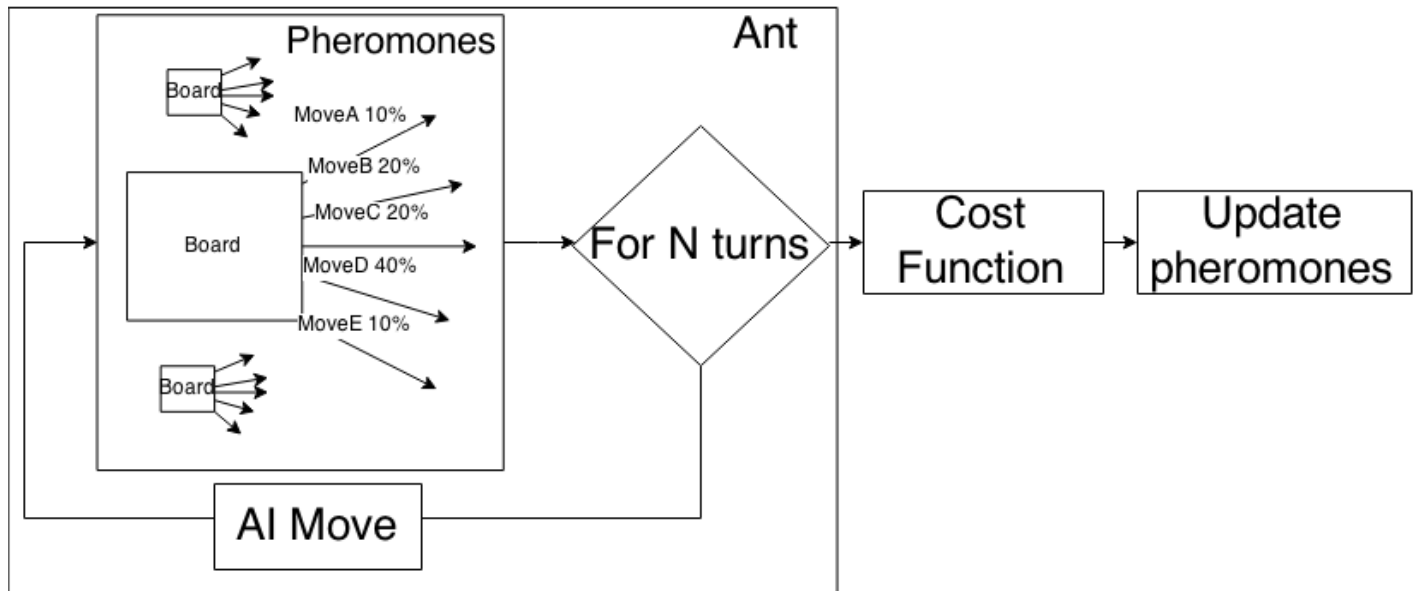 Pheromones
Ant
Board
MoveA 10%
MoveB 20%
MoveC 20%
Board
MoveD 40%
MoveE 10%
Board
For N turns
AI Move
Cost
Function
Update
pheromones